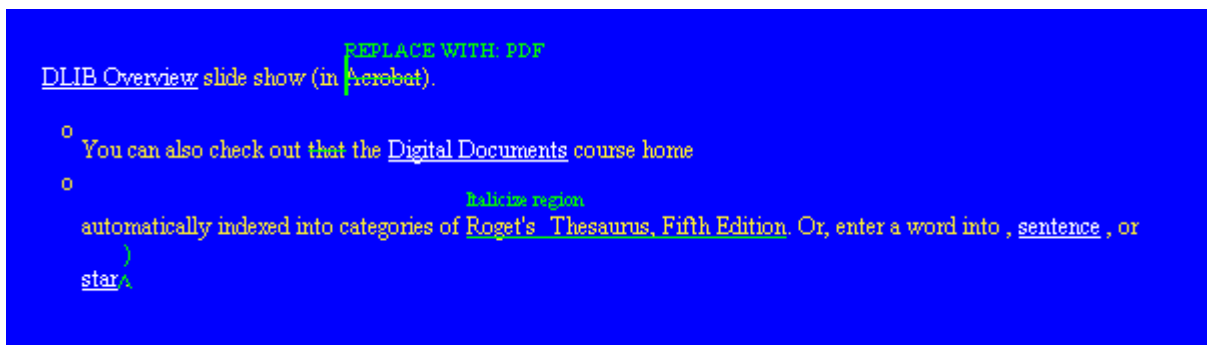 REPLACE WITH: PDF
DLIB Overview slide show (in Acrobat).
o
You can also check out that the Digital Documents course home
o
Italicize region
automatically indexed into categories of Roget's Thesaurus, Fifth Edition. Or, enter a word into , sentence , or
)
star^